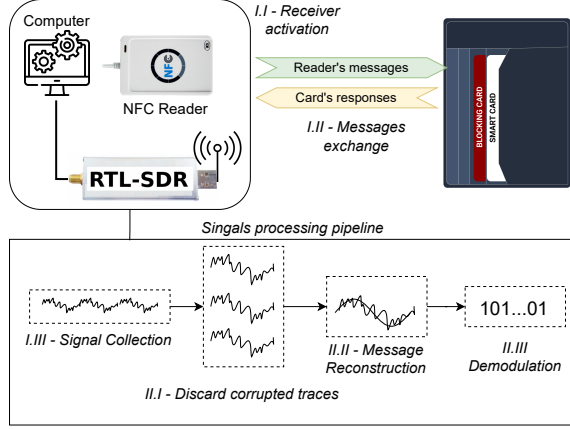 I.I - Receiver
activation
Computer
NFC
NFC Reader
Reader's messages
Card's responses
I.II - Messages
exchange
BLOCKING CARD
SMART CARD
RTL-SDR
Singals processing pipeline
101...01
I.III - Signal Collection
II.II - Message
Reconstruction
II.III
Demodulation
II.I - Discard corrupted traces